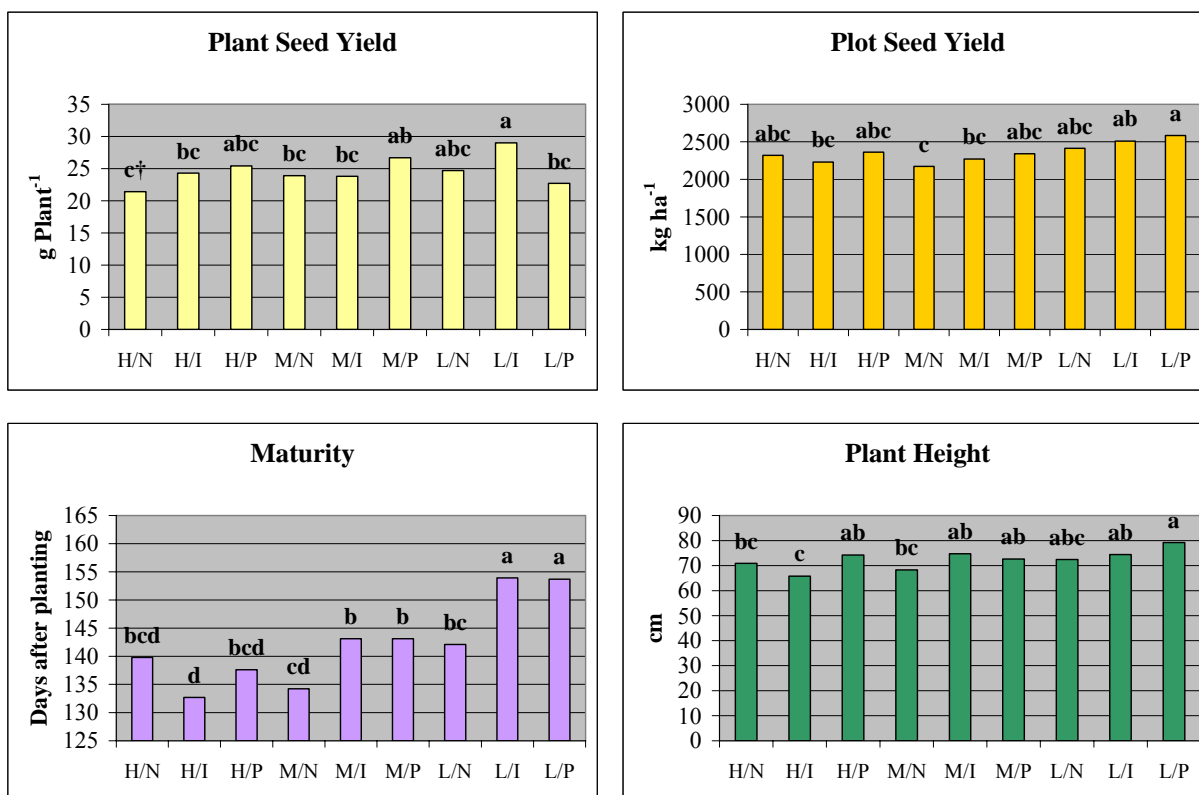 Plant Seed Yield
g Plant-1
35
30
25
20
15
10
5
0
c†
bc
abc
bc
bc
ab
abc
a
bc
H/N H/I H/P M/N M/I M/P L/N L/I L/P
Plot Seed Yield
kg ha-1
3000
2500
2000
1500
1000
500
0
abc
bc
abc
c
bc
abc
abc
ab
a
H/N H/I H/P M/N M/I M/P L/N L/I L/P
Maturity
Days after planting
165
160
155
150
145
140
135
130
125
bcd
d
bcd
cd
b
b
bc
a
a
H/N H/I H/P M/N M/I M/P L/N L/I L/P
Plant Height
cm
90
80
70
60
50
40
30
20
10
0
bc
c
ab
bc
ab
ab
abc
ab
a
H/N H/I H/P M/N M/I M/P L/N L/I L/P